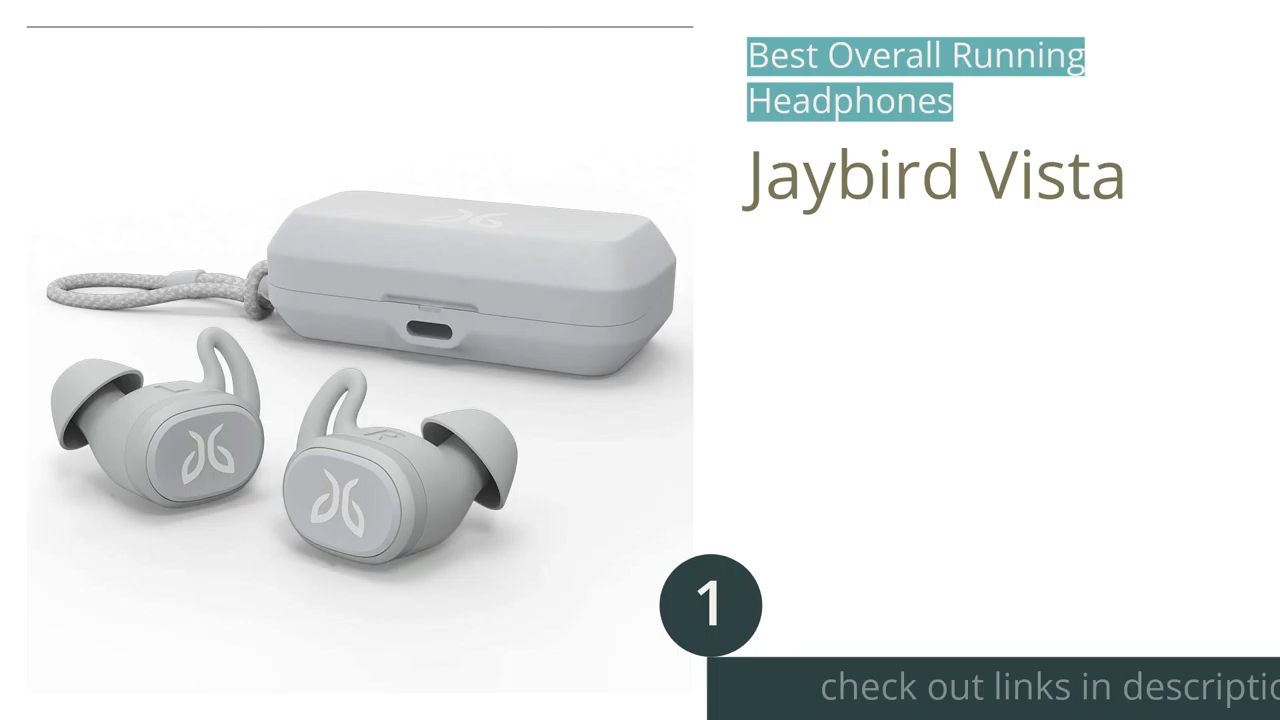 Best Overall Running
Headphones
Jaybird Vista
L
R
1
check out links in descriptio